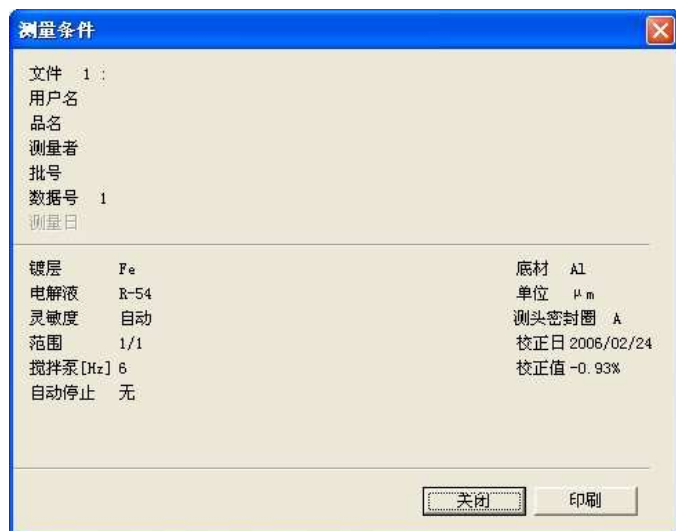 测量条件
文件 1 :
用户名
品名
测量者
批号
数据号 1
测量日
镀层 Fe 底材 Al
电解液 R-54 单位 μm
灵敏度 自动 测头密封圈 A
范围 1/1 校正日 2006/02/24
搅拌泵[Hz] 6 校正值 -0.93%
自动停止 无
关闭 印刷